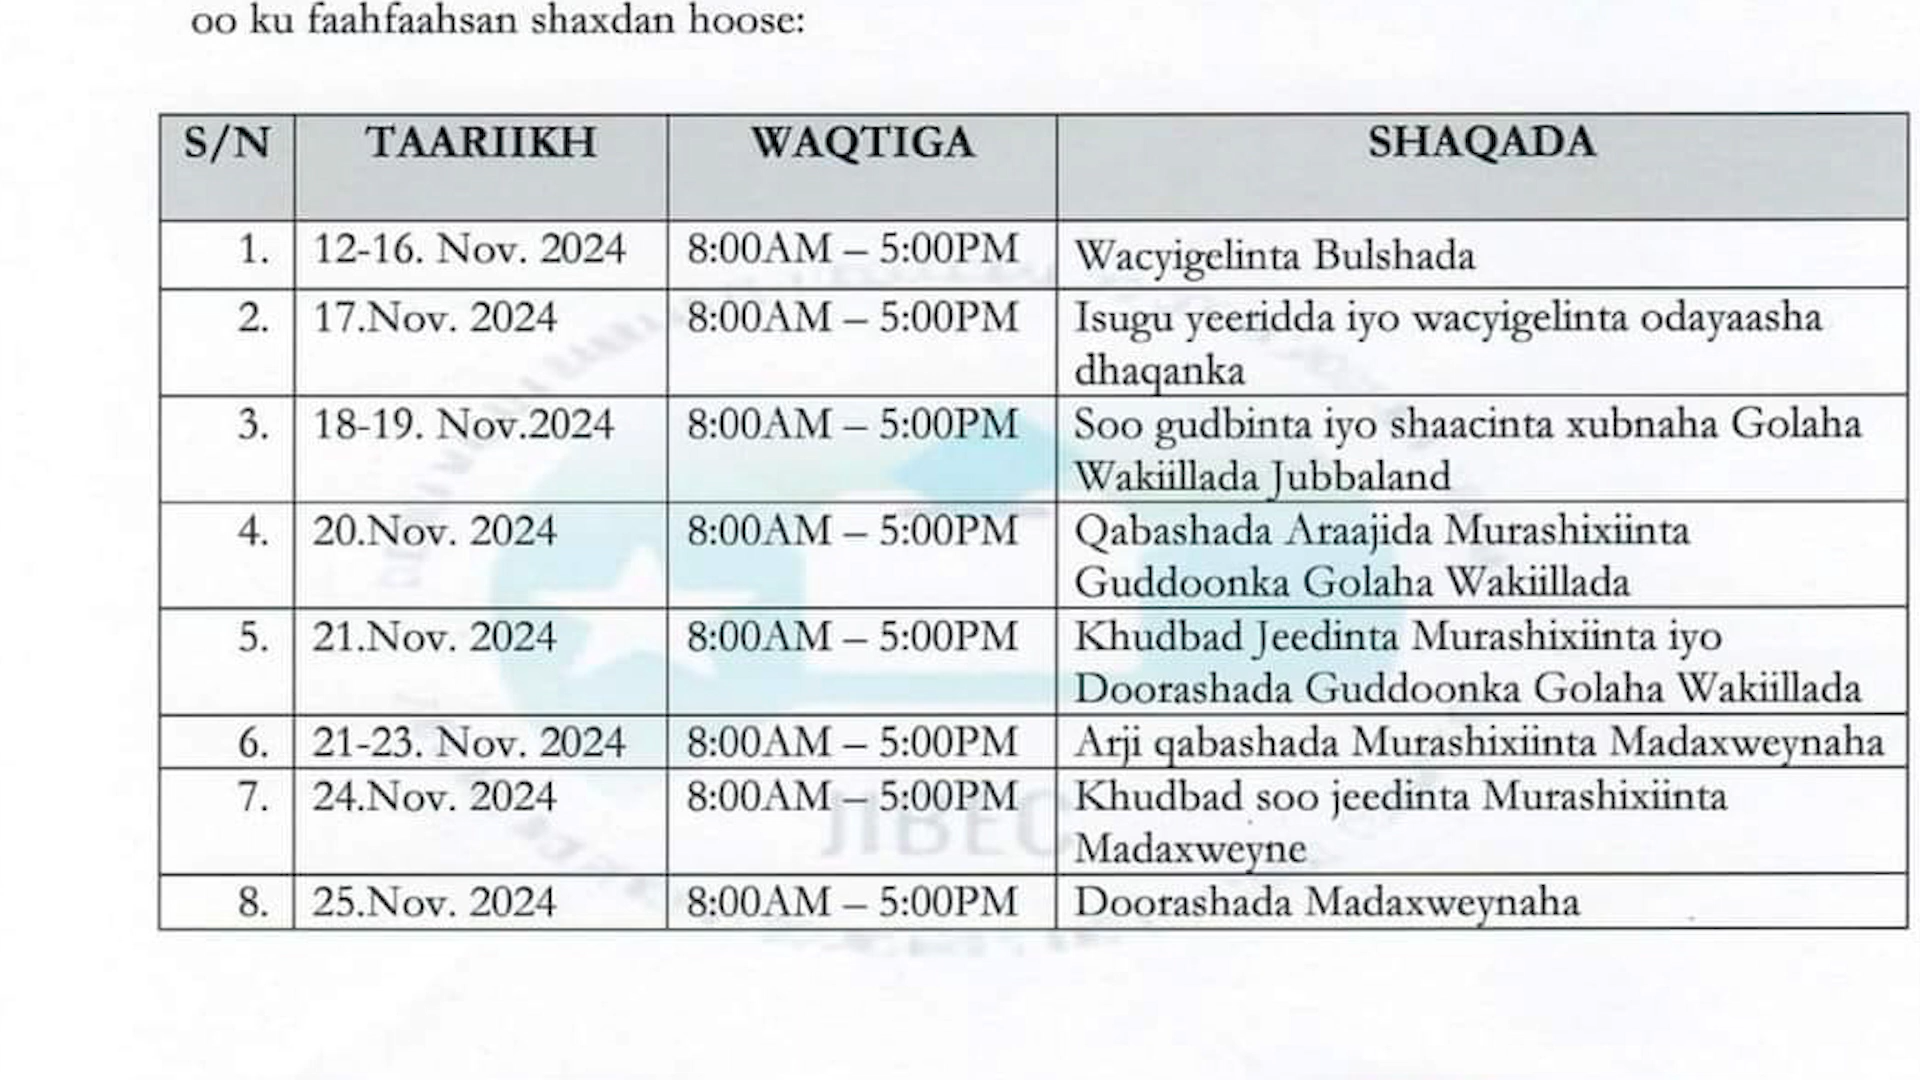 oo ku faahfaahsan shaxdan hoose:
S/N TAARIIKH WAQTIGA SHAQADA
1. 12-16. Nov. 2024 8:00AM – 5:00PM Wacyigelinta Bulshada
2. 17.Nov. 2024 8:00AM – 5:00PM Isugu yeeridda iyo wacyigelinta odayaasha
dhaqanka
3. 18-19. Nov.2024 8:00AM – 5:00PM Soo gudbinta iyo shaacinta xubnaha Golaha
Wakiillada Jubbaland
4. 20.Nov. 2024 8:00AM – 5:00PM Qabashada Araajida Murashixiinta
Guddoonka Golaha Wakiillada
5. 21.Nov. 2024 8:00AM – 5:00PM Khudbad Jeedinta Murashixiinta iyo
Doorashada Guddoonka Golaha Wakiillada
6. 21-23. Nov. 2024 8:00AM – 5:00PM Arji qabashada Murashixiinta Madaxweynaha
7. 24.Nov. 2024 8:00AM – 5:00PM Khudbad soo jeedinta Murashixiinta
Madaxweyne
8. 25.Nov. 2024 8:00AM – 5:00PM Doorashada Madaxweynaha
JIBEC